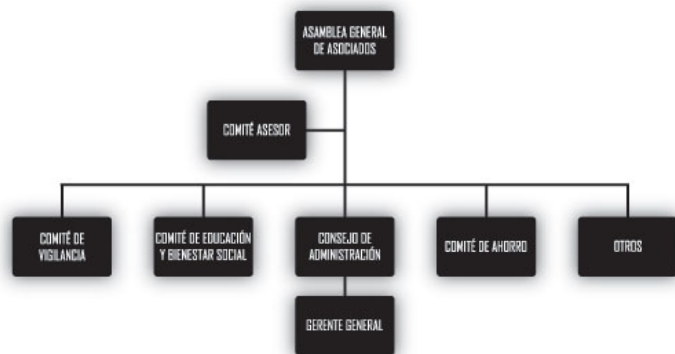 ASAMBLEA GENERAL
DE ASOCIADOS
COMITÉ ASESOR
COMITÉ DE
VIGILANCIA
COMITÉ DE EDUCACIÓN
Y BIENESTAR SOCIAL
CONSEJO DE
ADMINISTRACIÓN
COMITÉ DE AHORRO
OTROS
GERENTE GENERAL